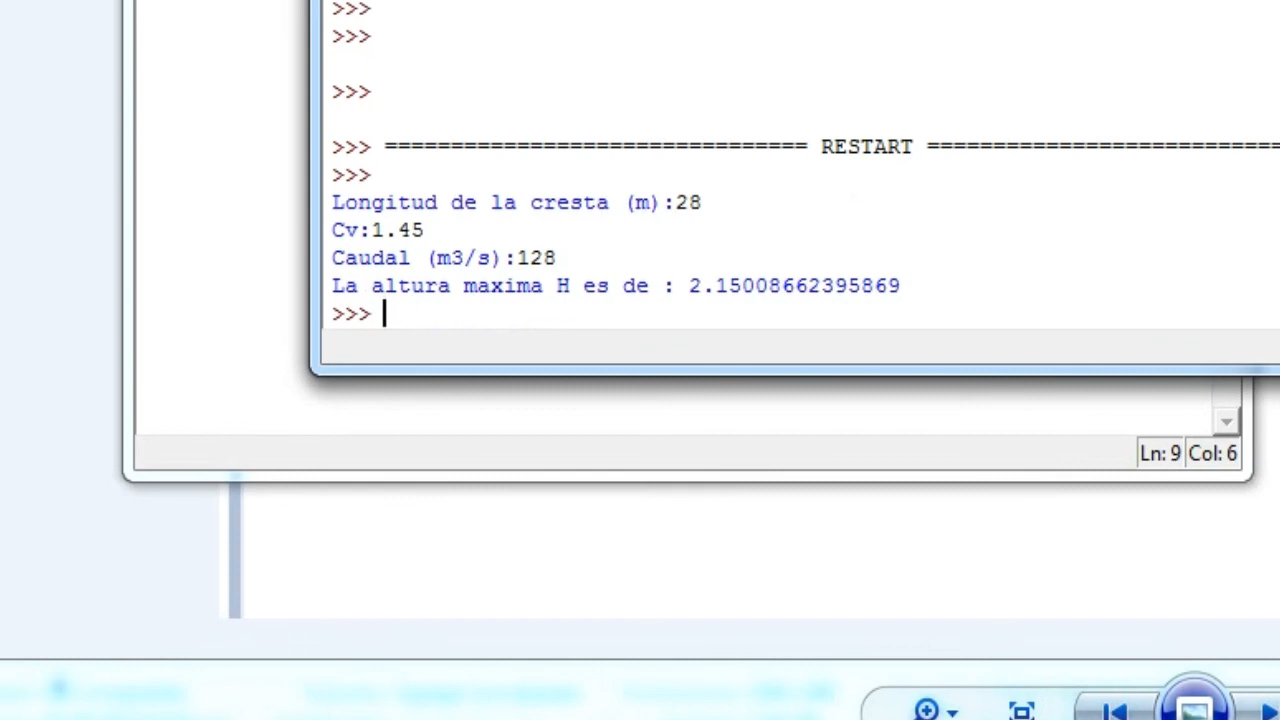 >>>
>>>
>>>
>>> ================================ RESTART ===========================
>>>
Longitud de la cresta (m):28
Cv:1.45
Caudal (m3/s):128
La altura maxima H es de : 2.15008662395869
>>>
Ln: 9 Col: 6